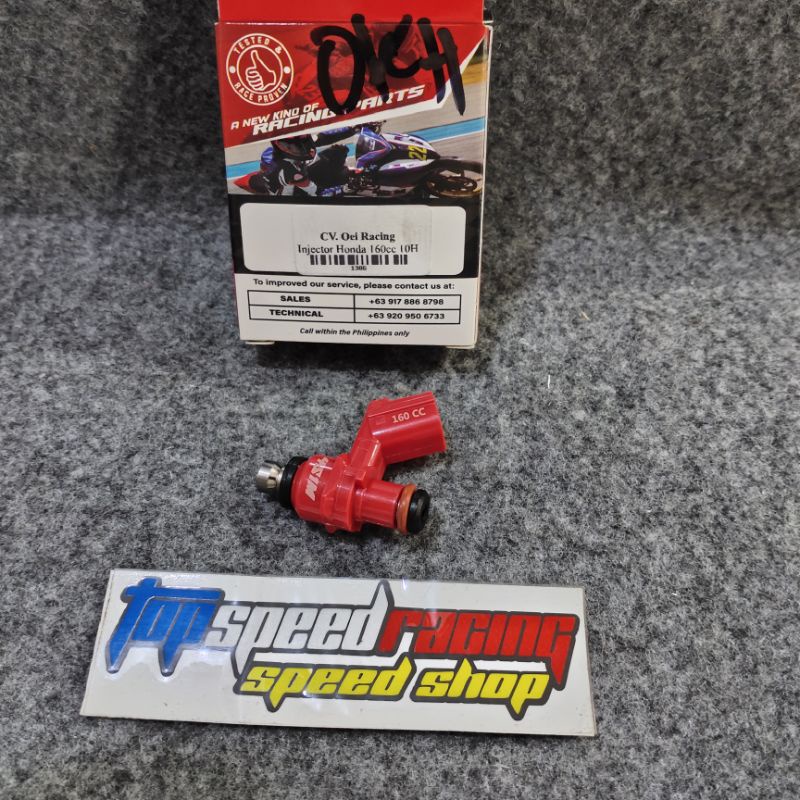 TESTED &
RACE PROVEN
A NEW KIND OF
RACING PARTS
22
CV. Oei Racing
Injector Honda 160cc 10H
1386
To improved our service, please contact us at:
SALES +63 917 886 8798
TECHNICAL +63 920 950 6733
Call within the Philippines only
160 CC
topspeedracing
speed shop